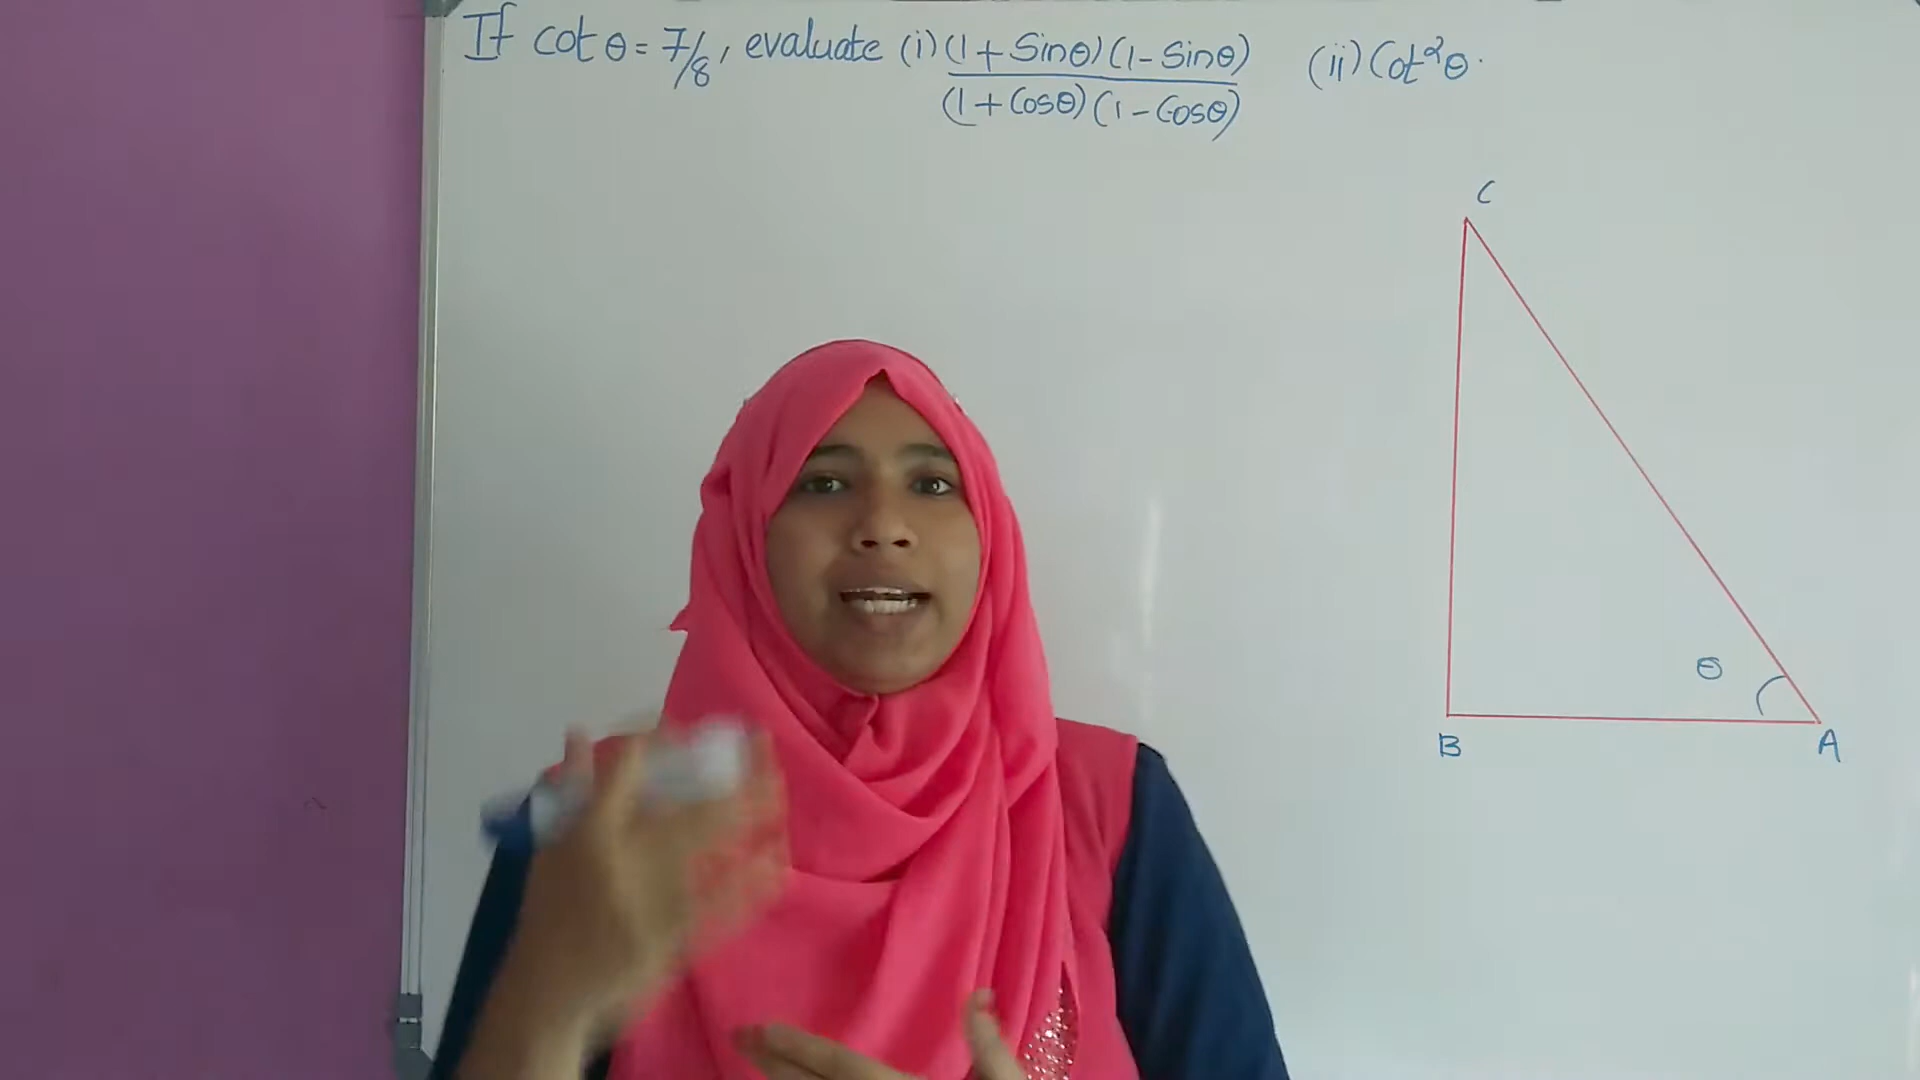 If cot θ = 7/8, evaluate (i) (1 + Sinθ)(1 - Sinθ) (ii) Cot²θ.
(1 + Cosθ)(1 - Cosθ)
C
θ
B A